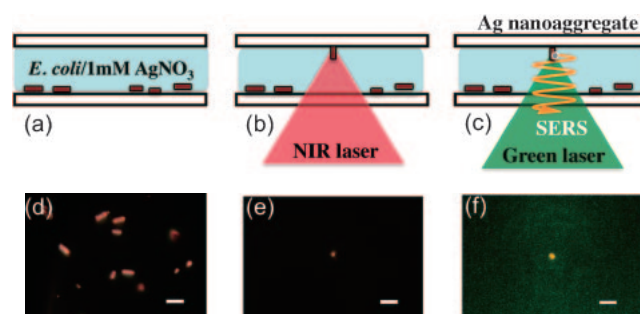 Ag nanoaggregate
E. coli/1mM AgNO3
(a)
(b)
NIR laser
(c)
SERS
Green laser
(d)
(e)
(f)